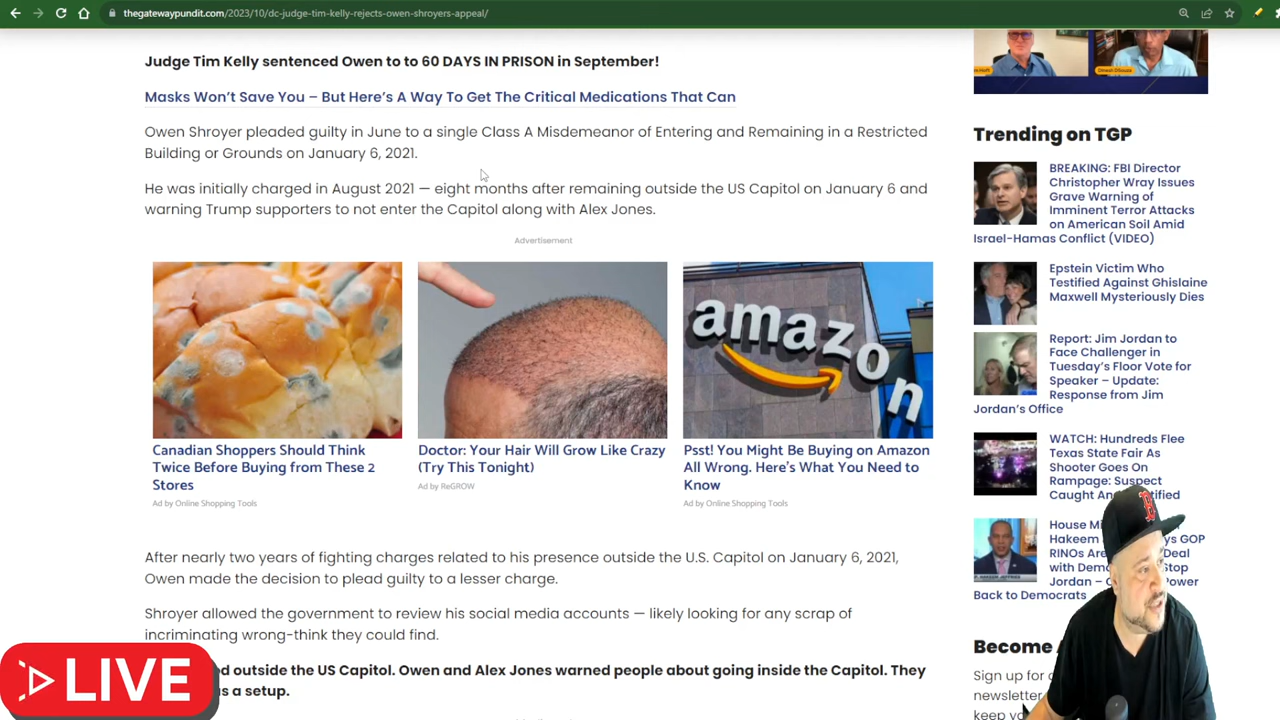 thegatewaypundit.com/2023/10/dc-judge-tim-kelly-rejects-owen-shroyers-appeal/
Judge Tim Kelly sentenced Owen to to 60 DAYS IN PRISON in September!
Masks Won't Save You – But Here's A Way To Get The Critical Medications That Can
Owen Shroyer pleaded guilty in June to a single Class A Misdemeanor of Entering and Remaining in a Restricted
Building or Grounds on January 6, 2021.
He was initially charged in August 2021 — eight months after remaining outside the US Capitol on January 6 and
warning Trump supporters to not enter the Capitol along with Alex Jones.
Advertisement
amazon
Canadian Shoppers Should Think
Twice Before Buying from These 2
Stores
Ad by Online Shopping Tools
Doctor: Your Hair Will Grow Like Crazy
(Try This Tonight)
Ad by ReGROW
Psst! You Might Be Buying on Amazon
All Wrong. Here's What You Need to
Know
Ad by Online Shopping Tools
After nearly two years of fighting charges related to his presence outside the U.S. Capitol on January 6, 2021,
Owen made the decision to plead guilty to a lesser charge.
Shroyer allowed the government to review his social media accounts — likely looking for any scrap of
incriminating wrong-think they could find.
outside the US Capitol. Owen and Alex Jones warned people about going inside the Capitol. They
a setup.
LIVE
Dinesh D'Souza
Trending on TGP
BREAKING: FBI Director
Christopher Wray Issues
Grave Warning of
Imminent Terror Attacks
on American Soil Amid
Israel-Hamas Conflict (VIDEO)
Epstein Victim Who
Testified Against Ghislaine
Maxwell Mysteriously Dies
Report: Jim Jordan to
Face Challenger in
Tuesday's Floor Vote for
Speaker – Update:
Response from Jim
Jordan's Office
WATCH: Hundreds Flee
Texas State Fair As
Shooter Goes On
Rampage: Suspect
Caught And
House
Hakeem GOP
RINOs Deal
with Stop
Jordan – Power
Back to Democrats
Become
Sign up for
newsletter
keep